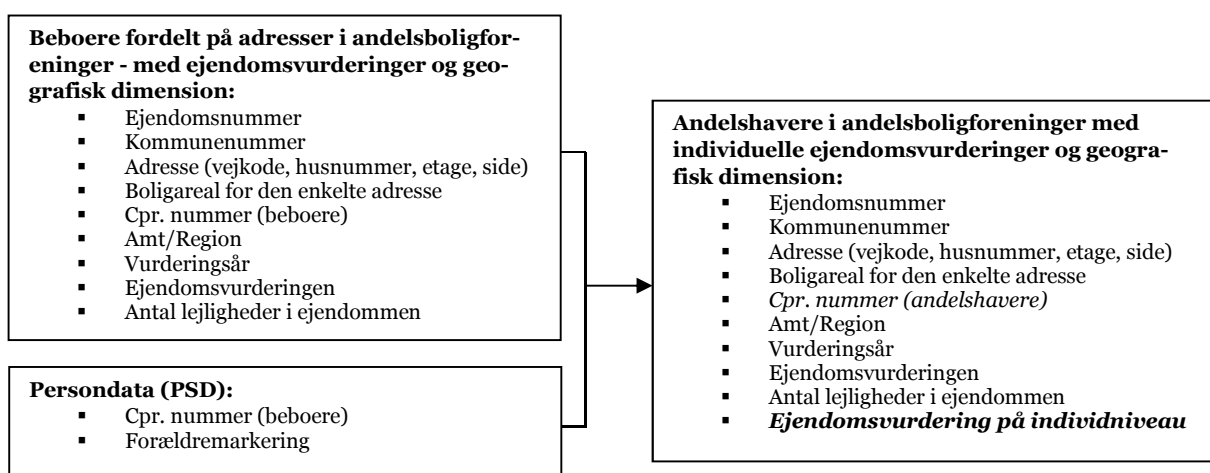 Beboere fordelt på adresser i andelsboligfor-
eninger - med ejendomsvurderinger og geo-
grafisk dimension:
▪ Ejendomsnummer
▪ Kommunenummer
▪ Adresse (vejkode, husnummer, etage, side)
▪ Boligareal for den enkelte adresse
▪ Cpr. nummer (beboere)
▪ Amt/Region
▪ Vurderingsår
▪ Ejendomsvurderingen
▪ Antal lejligheder i ejendommen
Persondata (PSD):
▪ Cpr. nummer (beboere)
▪ Forældremarkering
Andelshavere i andelsboligforeninger med
individuelle ejendomsvurderinger og geogra-
fisk dimension:
▪ Ejendomsnummer
▪ Kommunenummer
▪ Adresse (vejkode, husnummer, etage, side)
▪ Boligareal for den enkelte adresse
▪ Cpr. nummer (andelshavere)
▪ Amt/Region
▪ Vurderingsår
▪ Ejendomsvurderingen
▪ Antal lejligheder i ejendommen
▪ Ejendomsvurdering på individniveau